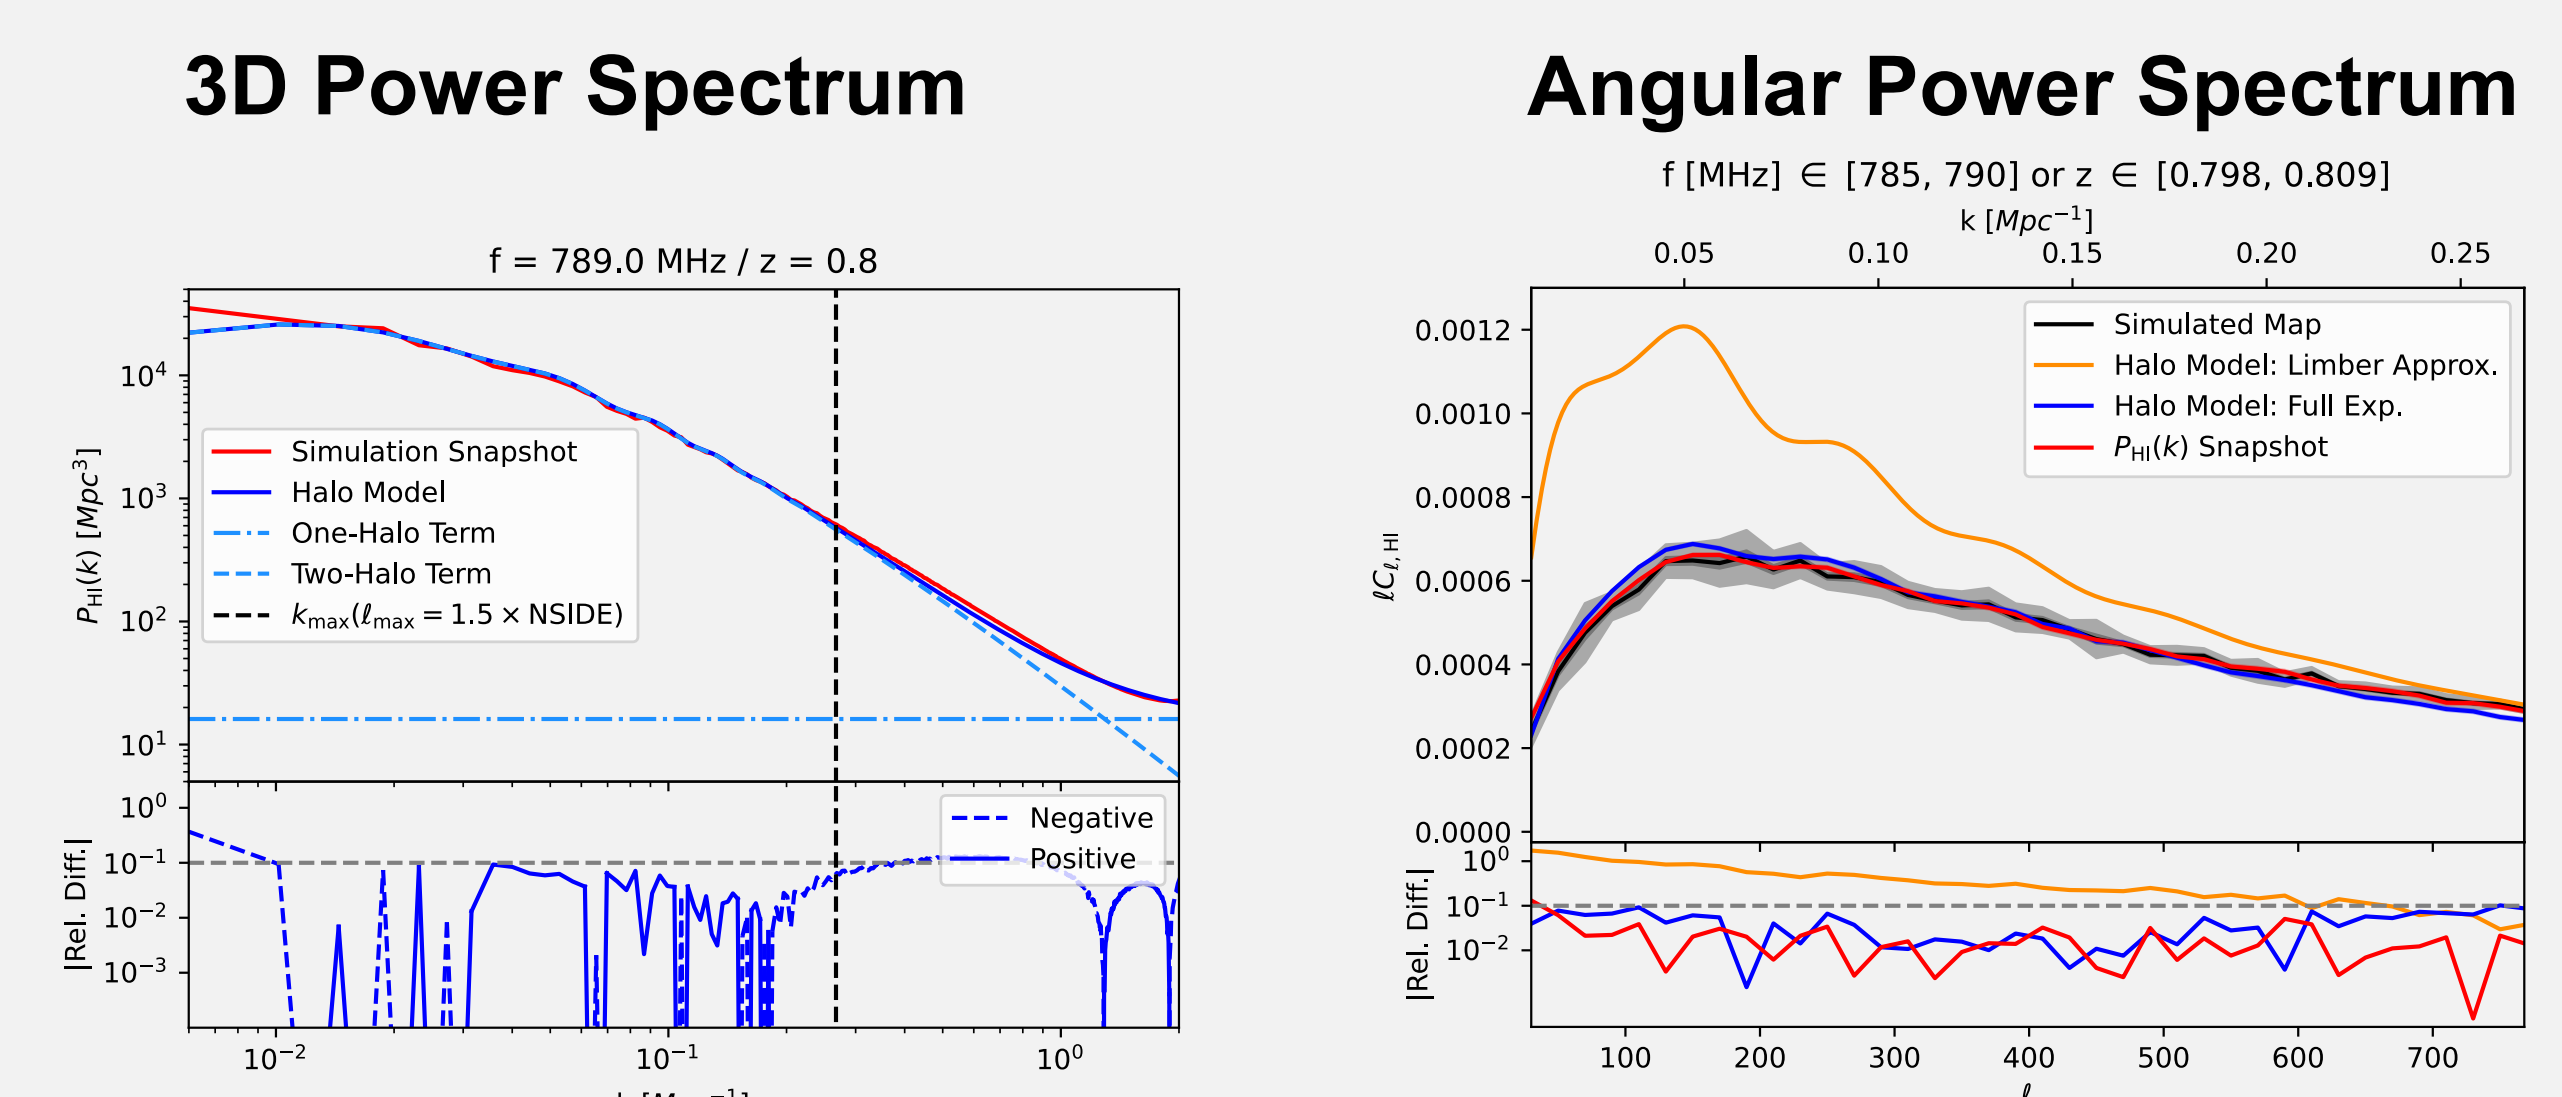 3D Power Spectrum
f = 789.0 MHz / z = 0.8
P_HI(k) [Mpc³]
10⁴
10³
10²
10¹
Simulation Snapshot
Halo Model
One-Halo Term
Two-Halo Term
k_max(ℓ_max = 1.5 × NSIDE)
|Rel. Diff.|
10⁰
10⁻¹
10⁻²
10⁻³
Negative
Positive
10⁻² 10⁻¹ 10⁰
k [Mpc⁻¹]
Angular Power Spectrum
f [MHz] ∈ [785, 790] or z ∈ [0.798, 0.809]
k [Mpc⁻¹]
0.05 0.10 0.15 0.20 0.25
ℓC_ℓ,HI
0.0012
0.0010
0.0008
0.0006
0.0004
0.0002
0.0000
Simulated Map
Halo Model: Limber Approx.
Halo Model: Full Exp.
P_HI(k) Snapshot
|Rel. Diff.|
10⁰
10⁻¹
10⁻²
100 200 300 400 500 600 700
ℓ